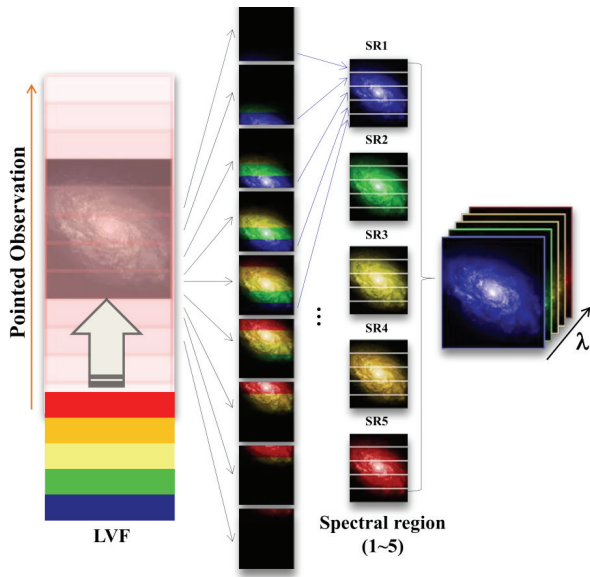 Pointed Observation
LVF
SR1
SR2
SR3
SR4
SR5
Spectral region
(1~5)
λ